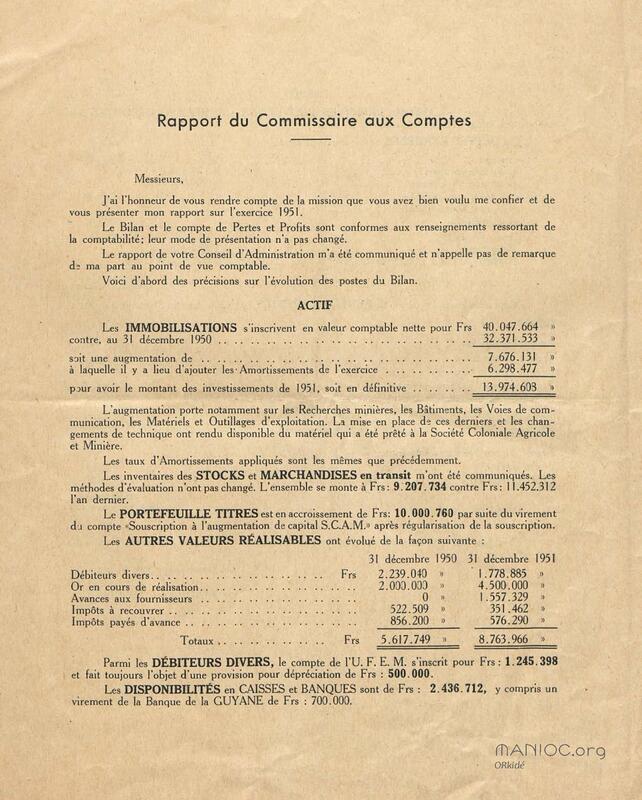 Rapport du Commissaire aux Comptes
Messieurs,
J'ai l'honneur de vous rendre compte de la mission que vous avez bien voulu me confier et de
vous présenter mon rapport sur l'exercice 1951.
Le Bilan et le compte de Pertes et Profits sont conformes aux renseignements ressortant de
la comptabilité; leur mode de présentation n'a pas changé.
Le rapport de votre Conseil d'Administration m'a été communiqué et n'appelle pas de remarque
de ma part au point de vue comptable.
Voici d'abord des précisions sur l'évolution des postes du Bilan.
ACTIF
Les IMMOBILISATIONS s'inscrivent en valeur comptable nette pour Frs 40.047.664 »
contre, au 31 décembre 1950 .. .. .. .. .. .. .. .. .. .. .. .. .. .. 32.371.533 »
soit une augmentation de .. .. .. .. .. .. .. .. .. .. .. .. .. .. .. 7.676.131 »
à laquelle il y a lieu d'ajouter les Amortissements de l'exercice .. .. .. .. .. 6.298.477 »
pour avoir le montant des investissements de 1951, soit en définitive .. .. .. .. 13.974.608 »
L'augmentation porte notamment sur les Recherches minières, les Bâtiments, les Voies de com-
munication, les Matériels et Outillages d'exploitation. La mise en place de ces derniers et les chan-
gements de technique ont rendu disponible du matériel qui a été prêté à la Société Coloniale Agricole
et Minière.
Les taux d'Amortissements appliqués sont les mêmes que précédemment.
Les inventaires des STOCKS et MARCHANDISES en transit m'ont été communiqués. Les
méthodes d'évaluation n'ont pas changé. L'ensemble se monte à Frs: 9.207.734 contre Frs: 11.452.312
l'an dernier.
Le PORTEFEUILLE TITRES est en accroissement de Frs: 10.000.760 par suite du virement
du compte «Souscription à l'augmentation de capital S.C.A.M.» après régularisation de la souscription.
Les AUTRES VALEURS RÉALISABLES ont évolué de la façon suivante :
31 décembre 1950 31 décembre 1951
Débiteurs divers.. .. .. .. .. .. .. .. .. .. .. Frs 2.239.040 » 1.778.885 »
Or en cours de réalisation.. .. .. .. .. .. .. .. .. 2.000.000 » 4.500.000 »
Avances aux fournisseurs .. .. .. .. .. .. .. .. .. 0 » 1.557.329 »
Impôts à recouvrer .. .. .. .. .. .. .. .. .. .. .. 522.509 » 351.462 »
Impôts payés d'avance .. .. .. .. .. .. .. .. .. .. 856.200 » 576.290 »
Totaux .. .. .. .. .. .. .. .. Frs 5.617.749 » 8.763.966 »
Parmi les DÉBITEURS DIVERS, le compte de l'U. F. E. M. s'inscrit pour Frs : 1.245.398
et fait toujours l'objet d'une provision pour dépréciation de Frs : 500.000.
Les DISPONIBILITÉS en CAISSES et BANQUES sont de Frs : 2.436.712, y compris un
virement de la Banque de la GUYANE de Frs : 700.000.
MANIOC.org
ORkidé